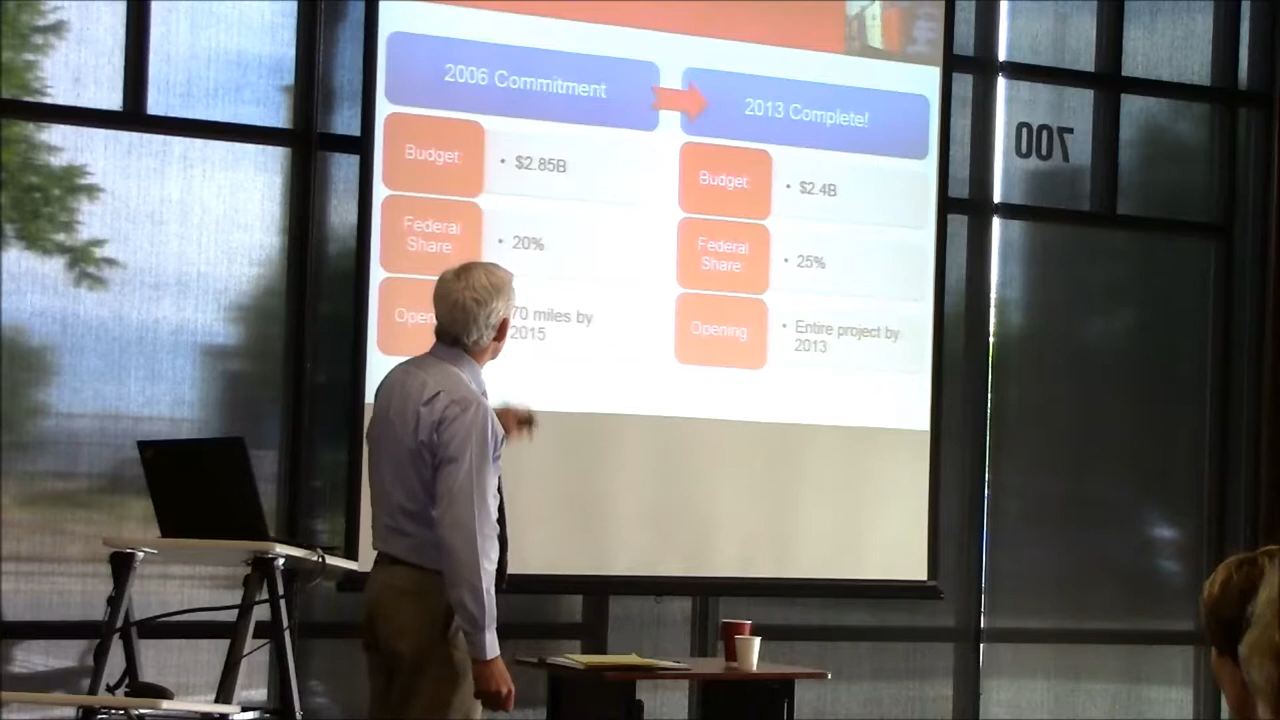 2006 Commitment
2013 Complete!
Budget
• $2.85B
Federal
Share
• 20%
Open
70 miles by
2015
Budget
• $2.4B
Federal
Share
• 25%
Opening
• Entire project by
2013
700